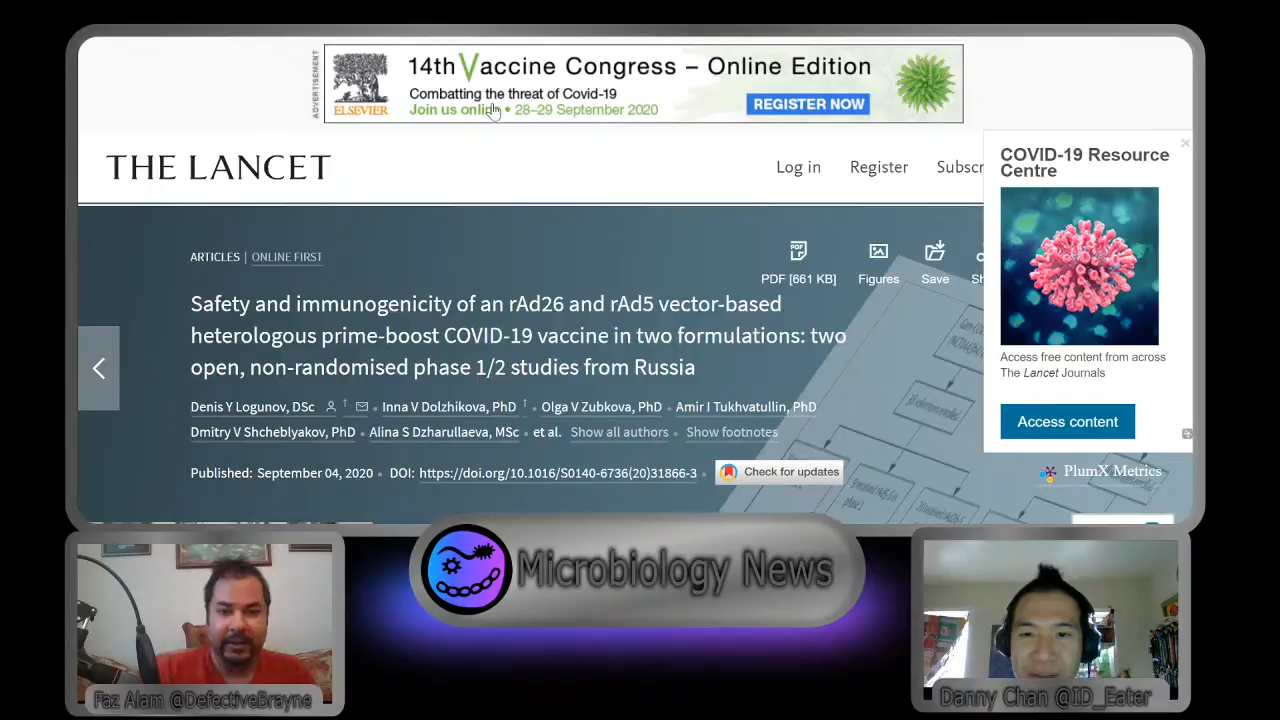 ADVERTISEMENT
ELSEVIER
14th Vaccine Congress – Online Edition
Combatting the threat of Covid-19
Join us online • 28–29 September 2020
REGISTER NOW
THE LANCET
Log in Register Subscr
COVID-19 Resource
Centre
Access free content from across
The Lancet Journals
Access content
ARTICLES | ONLINE FIRST
PDF [661 KB] Figures Save Sh
Safety and immunogenicity of an rAd26 and rAd5 vector-based
heterologous prime-boost COVID-19 vaccine in two formulations: two
open, non-randomised phase 1/2 studies from Russia
Denis Y Logunov, DSc † • Inna V Dolzhikova, PhD † • Olga V Zubkova, PhD • Amir I Tukhvatullin, PhD
Dmitry V Shcheblyakov, PhD • Alina S Dzharullaeva, MSc • et al. Show all authors • Show footnotes
Published: September 04, 2020 • DOI: https://doi.org/10.1016/S0140-6736(20)31866-3 • Check for updates
PlumX Metrics
Microbiology News
Faz Alam @DefectiveBrayne
Danny Chan @ID_Eater